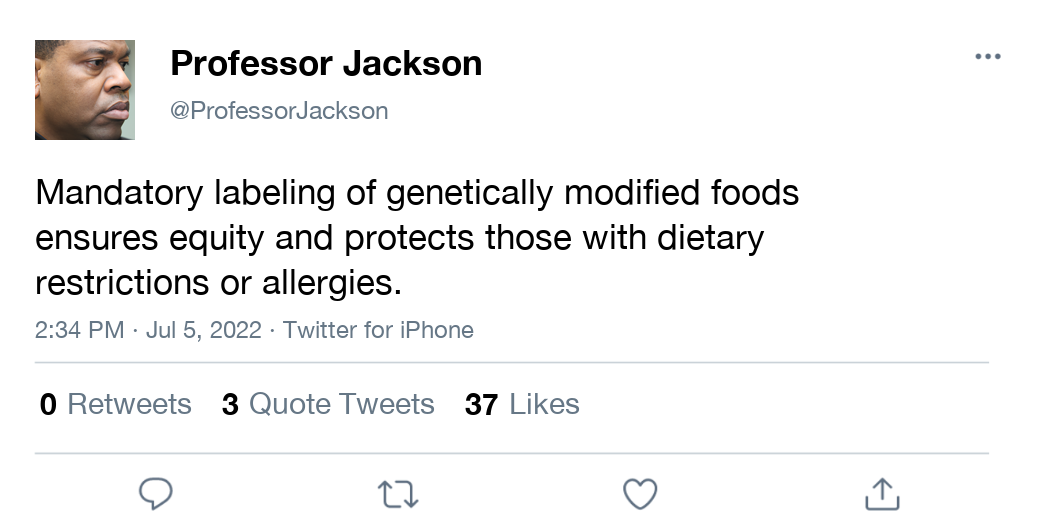 Professor Jackson
@ProfessorJackson
Mandatory labeling of genetically modified foods
ensures equity and protects those with dietary
restrictions or allergies.
2:34 PM · Jul 5, 2022 · Twitter for iPhone
0 Retweets 3 Quote Tweets 37 Likes